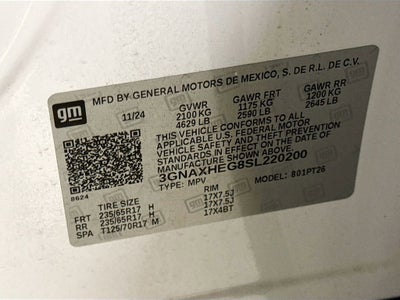 gm
MFD BY GENERAL MOTORS DE MEXICO, S. DE R.L. DE C.V.
11/24 GVWR GAWR FRT GAWR RR
2100 KG 1175 KG 1200 KG
4629 LB 2590 LB 2645 LB
THIS VEHICLE CONFORMS TO ALL
APPLICABLE U.S. FEDERAL MOTOR
VEHICLE SAFETY AND THEFT PREVENTION
STANDARDS IN EFFECT ON THE DATE OF
MANUFACTURE SHOWN ABOVE.
3GNAXHEG8SL220200
TYPE: MPV MODEL: 801PT26
8624
TIRE SIZE RIM
FRT 235/65R17 H 17X7.5J
RR 235/65R17 H 17X7.5J
SPA T125/70R17 M 17X4BT